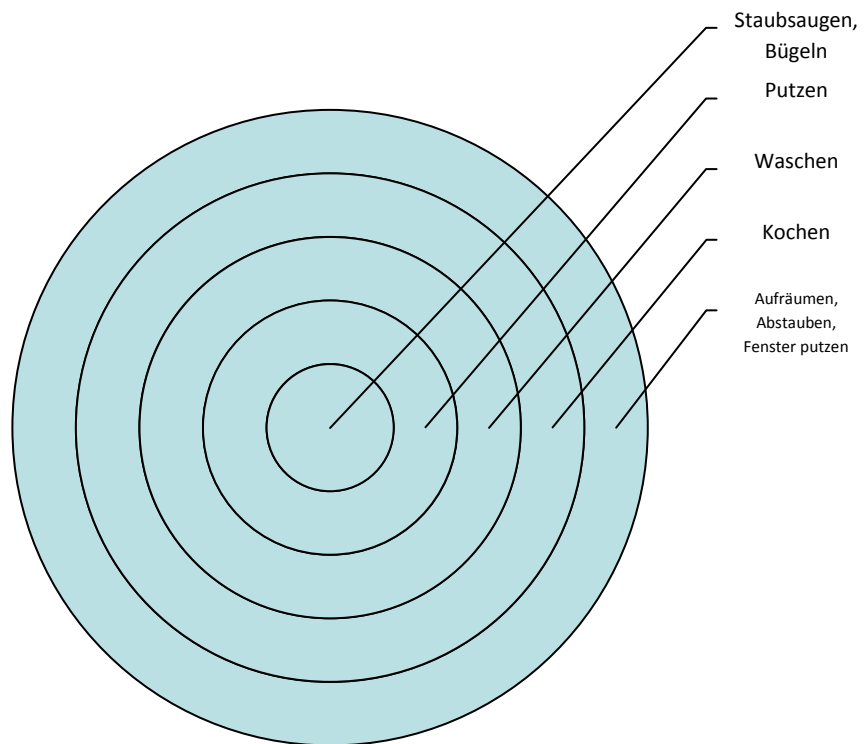 Staubsaugen,
Bügeln
Putzen
Waschen
Kochen
Aufräumen,
Abstauben,
Fenster putzen